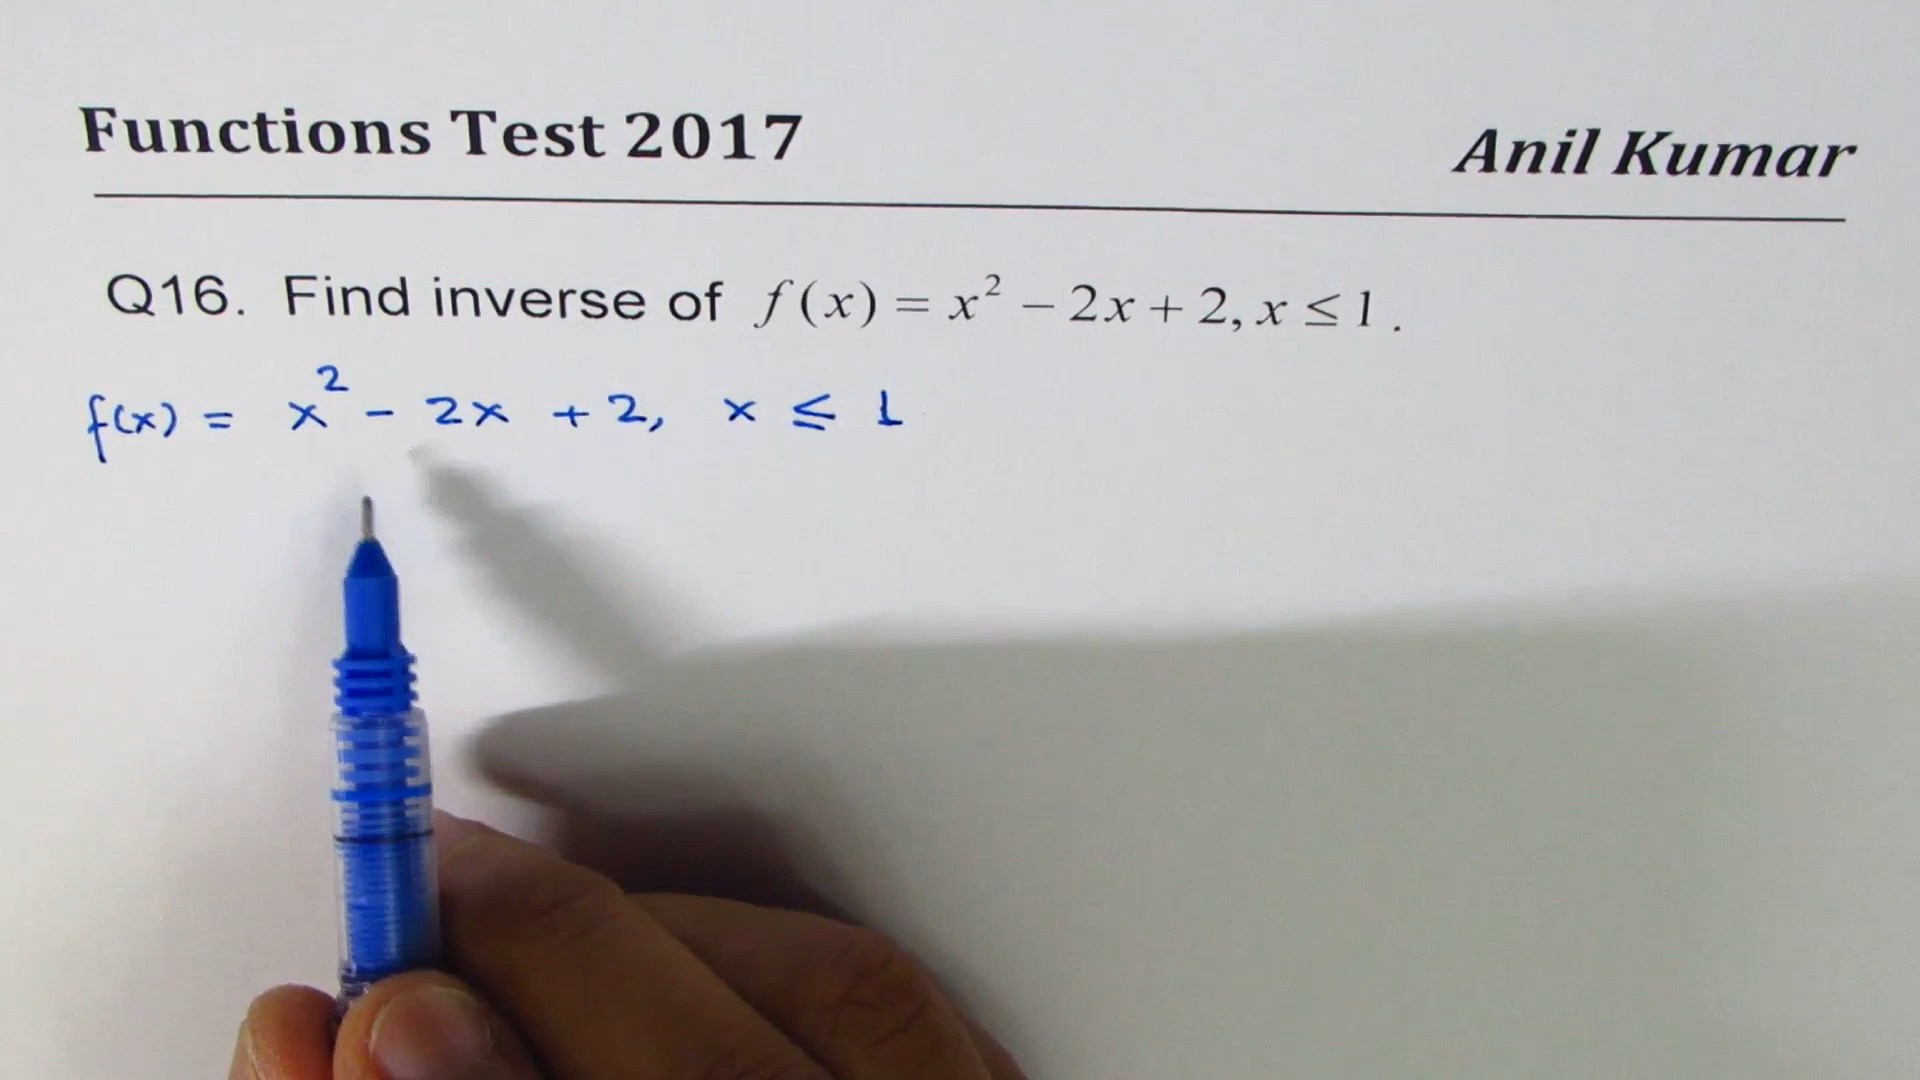 Functions Test 2017 Anil Kumar
Q16. Find inverse of f(x) = x² − 2x + 2, x ≤ 1 .
f(x) = x² - 2x + 2, x ≤ 1